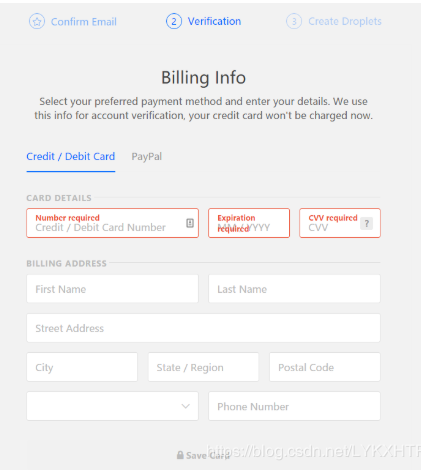 Confirm Email
2 Verification
3 Create Droplets
Billing Info
Select your preferred payment method and enter your details. We use
this info for account verification, your credit card won't be charged now.
Credit / Debit Card PayPal
CARD DETAILS
Number required
Credit / Debit Card Number
Expiration required
MM / YYYY
CVV required
CVV ?
BILLING ADDRESS
First Name
Last Name
Street Address
City
State / Region
Postal Code
Phone Number
Save Card
https://blog.csdn.net/LYKXHTP